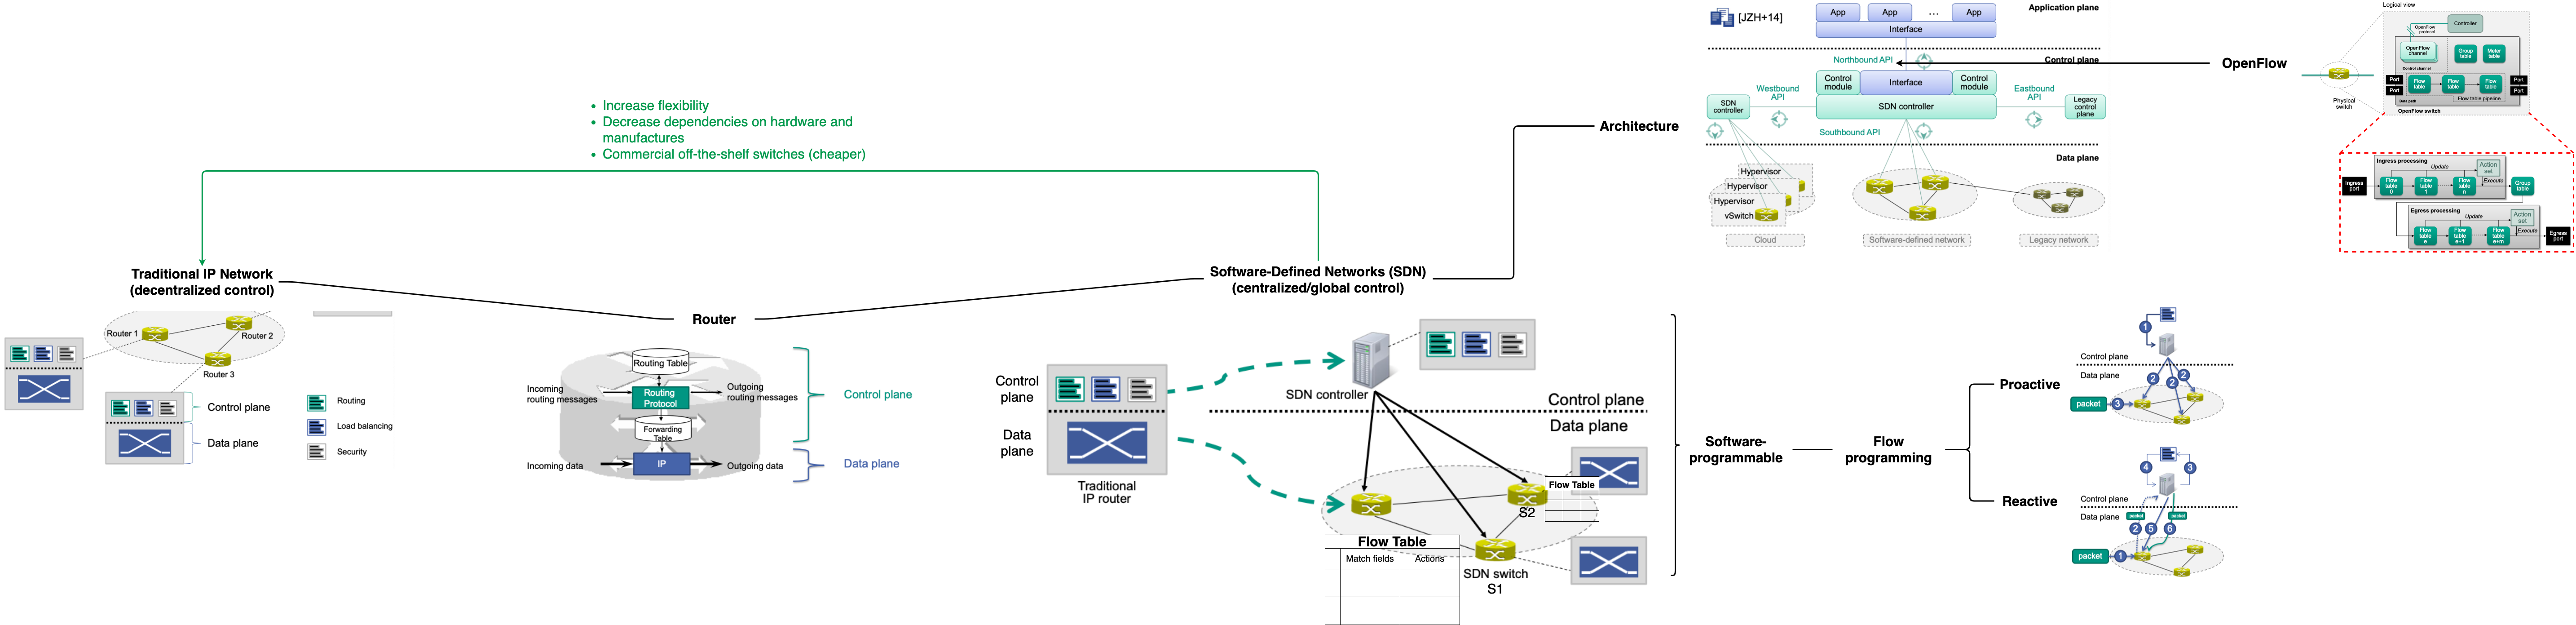 Increase flexibility
Decrease dependencies on hardware and
manufactures
Commercial off-the-shelf switches (cheaper)
Traditional IP Network
(decentralized control)
Router 1
Router 2
Router 3
Control plane
Data plane
Routing
Load balancing
Security
Router
Routing Table
Incoming
routing messages
Routing
Protocol
Outgoing
routing messages
Forwarding
Table
Incoming data
IP
Outgoing data
Control plane
Data plane
Software-Defined Networks (SDN)
(centralized/global control)
Control
plane
Data
plane
Traditional
IP router
SDN controller
Control plane
Data plane
S2
Flow Table
Flow Table
Match fields
Actions
SDN switch
S1
Architecture
[JZH+14]
App
App
...
App
Application plane
Interface
Northbound API
Control plane
Control
module
Interface
Control
module
Westbound
API
Eastbound
API
SDN
controller
SDN controller
Legacy
control
plane
Southbound API
Data plane
Hypervisor
Hypervisor
Hypervisor
vSwitch
Cloud
Software-defined network
Legacy network
OpenFlow
Logical view
Controller
OpenFlow
protocol
OpenFlow
channel
Group
table
Meter
table
Control channel
Port
Port
Flow
table
Flow
table
Flow
table
Port
Port
Data path
Flow table pipeline
OpenFlow switch
Physical
switch
Ingress processing
Update
Action
set
Execute
Ingress
port
Flow
table
0
Flow
table
1
Flow
table
n
Group
table
Egress processing
Update
Action
set
Execute
Flow
table
e
Flow
table
e+1
Flow
table
e+m
Egress
port
Software-
programmable
Flow
programming
Proactive
1
Control plane
Data plane
2
2
2
packet
3
Reactive
4
3
Control plane
Data plane
packet
packet
2
5
6
packet
1